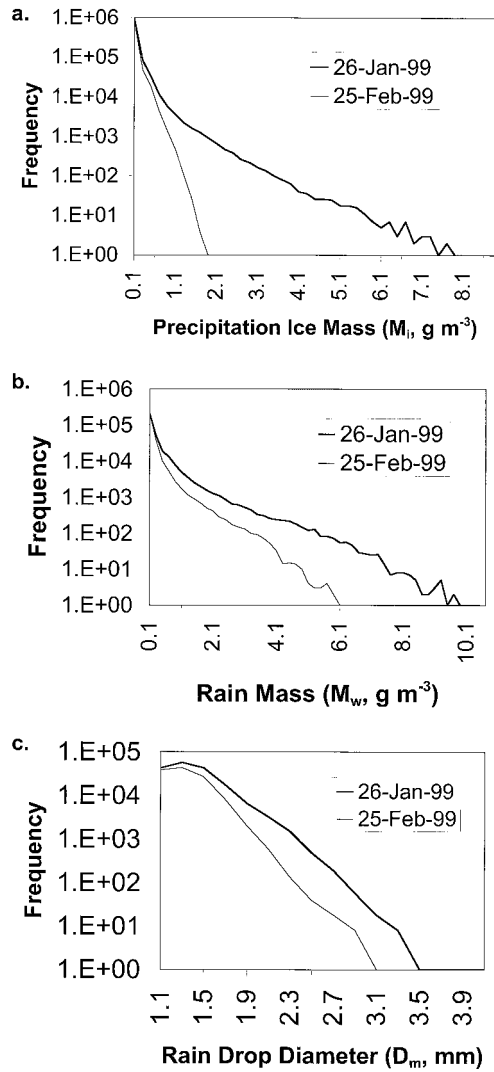 a.
1.E+06
1.E+05
1.E+04
1.E+03
1.E+02
1.E+01
1.E+00
Frequency
26-Jan-99
25-Feb-99
0.1
1.1
2.1
3.1
4.1
5.1
6.1
7.1
8.1
Precipitation Ice Mass (Mi, g m-3)
b.
1.E+06
1.E+05
1.E+04
1.E+03
1.E+02
1.E+01
1.E+00
Frequency
26-Jan-99
25-Feb-99
0.1
2.1
4.1
6.1
8.1
10.1
Rain Mass (Mw, g m-3)
c.
1.E+05
1.E+04
1.E+03
1.E+02
1.E+01
1.E+00
Frequency
26-Jan-99
25-Feb-99
1.1
1.5
1.9
2.3
2.7
3.1
3.5
3.9
Rain Drop Diameter (Dm, mm)